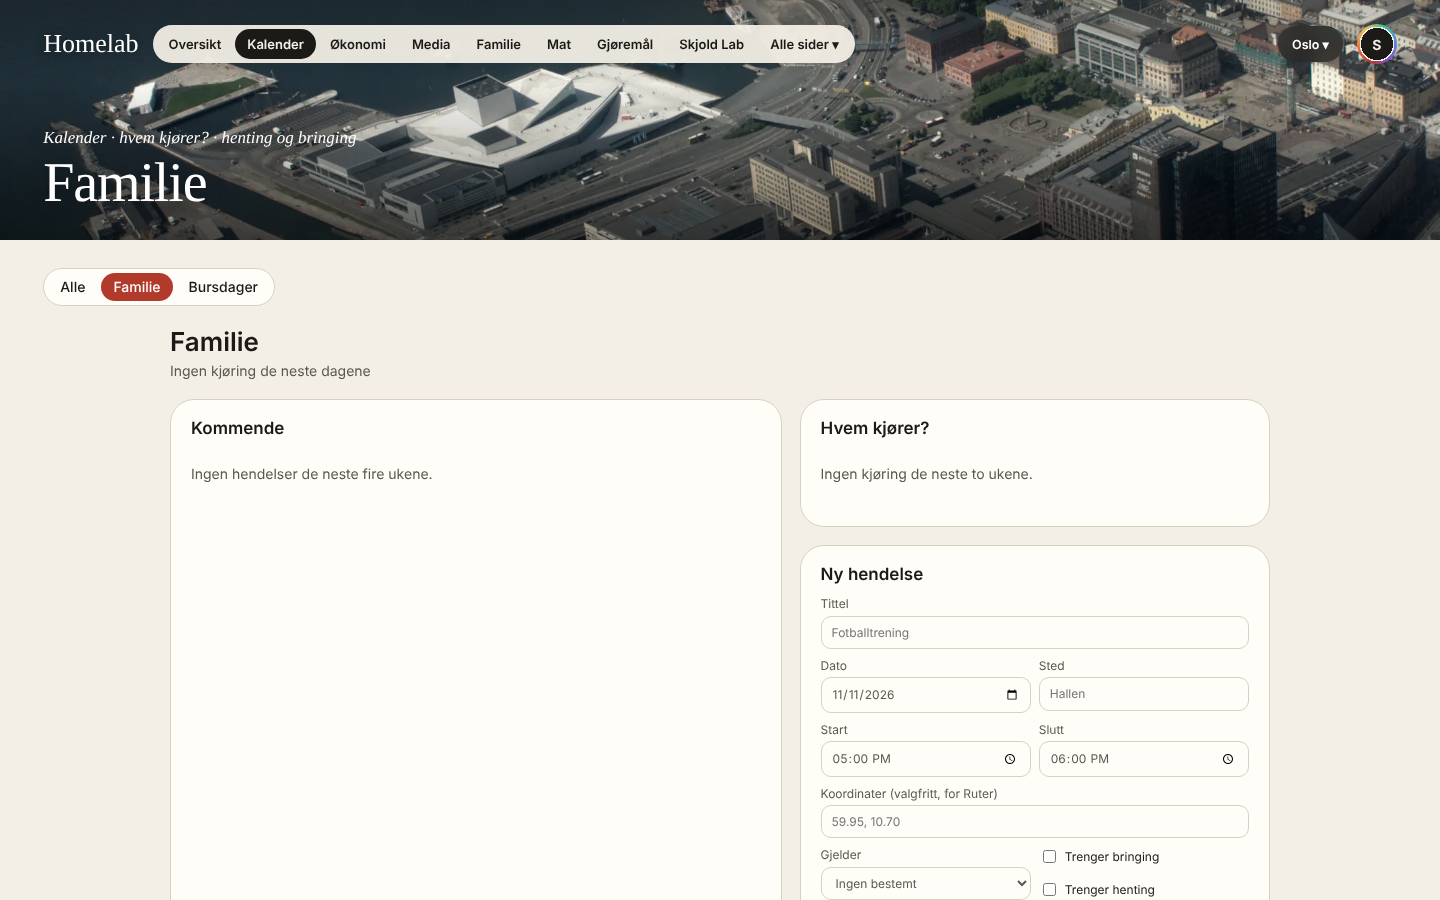 Homelab
Oversikt Kalender Økonomi Media Familie Mat Gjøremål Skjold Lab Alle sider ▾
Oslo ▾
S
Kalender · hvem kjører? · henting og bringing
Familie
Alle Familie Bursdager
Familie
Ingen kjøring de neste dagene
Kommende
Ingen hendelser de neste fire ukene.
Hvem kjører?
Ingen kjøring de neste to ukene.
Ny hendelse
Tittel
Fotballtrening
Dato Sted
11/11/2026 Hallen
Start Slutt
05:00 PM 06:00 PM
Koordinater (valgfritt, for Ruter)
59.95, 10.70
Gjelder
Ingen bestemt
Trenger bringing
Trenger henting